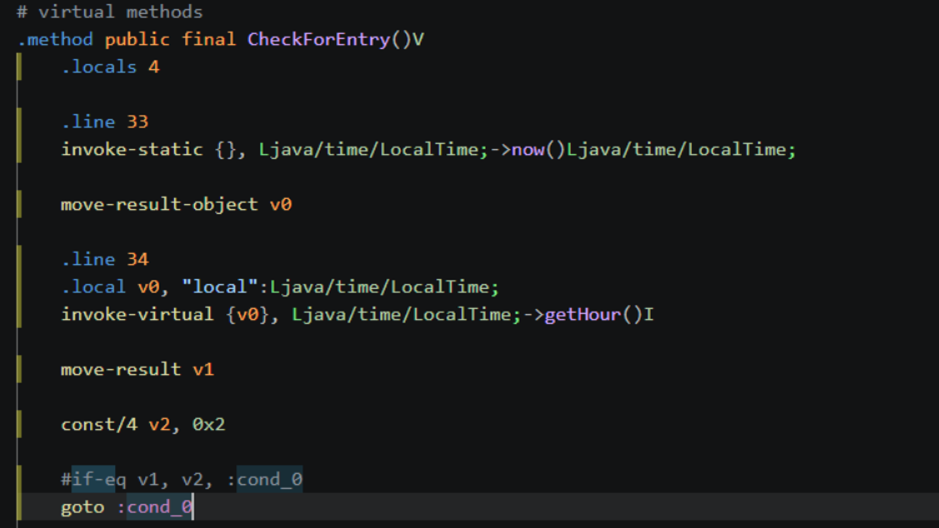 # virtual methods
.method public final CheckForEntry()V
.locals 4
.line 33
invoke-static {}, Ljava/time/LocalTime;->now()Ljava/time/LocalTime;
move-result-object v0
.line 34
.local v0, "local":Ljava/time/LocalTime;
invoke-virtual {v0}, Ljava/time/LocalTime;->getHour()I
move-result v1
const/4 v2, 0x2
#if-eq v1, v2, :cond_0
goto :cond_0